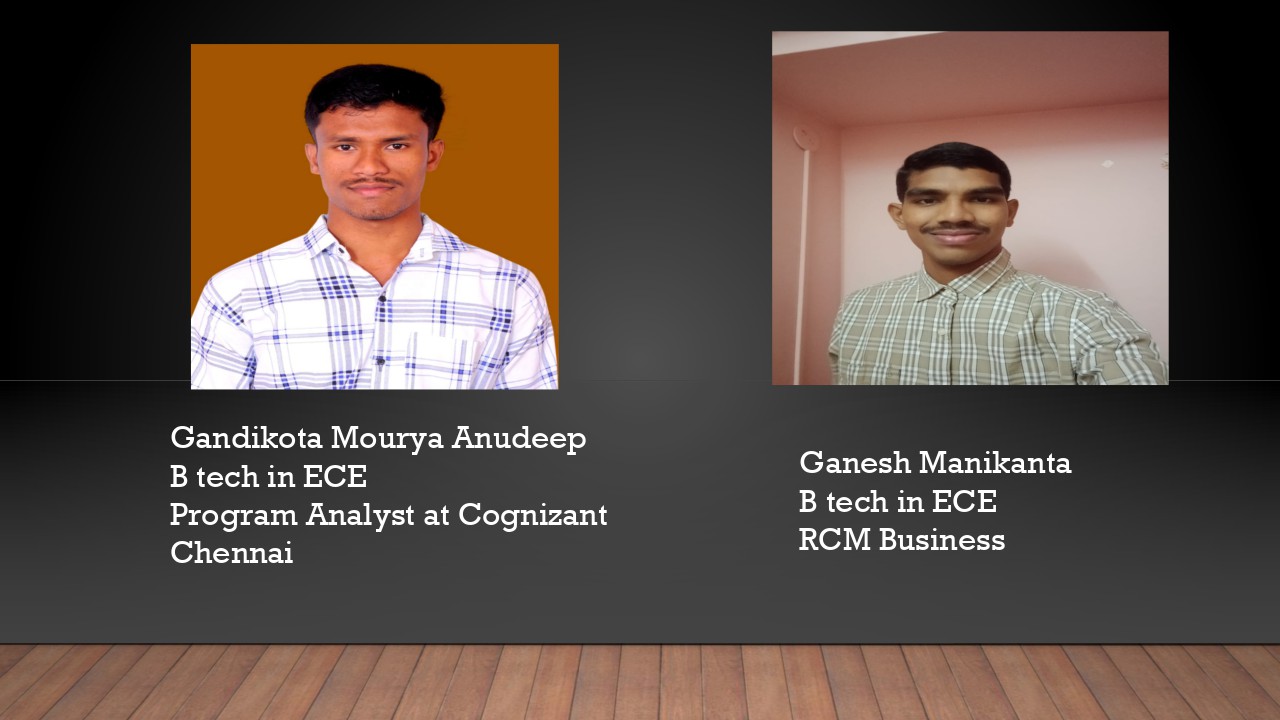 Gandikota Mourya Anudeep
B tech in ECE
Program Analyst at Cognizant
Chennai
Ganesh Manikanta
B tech in ECE
RCM Business